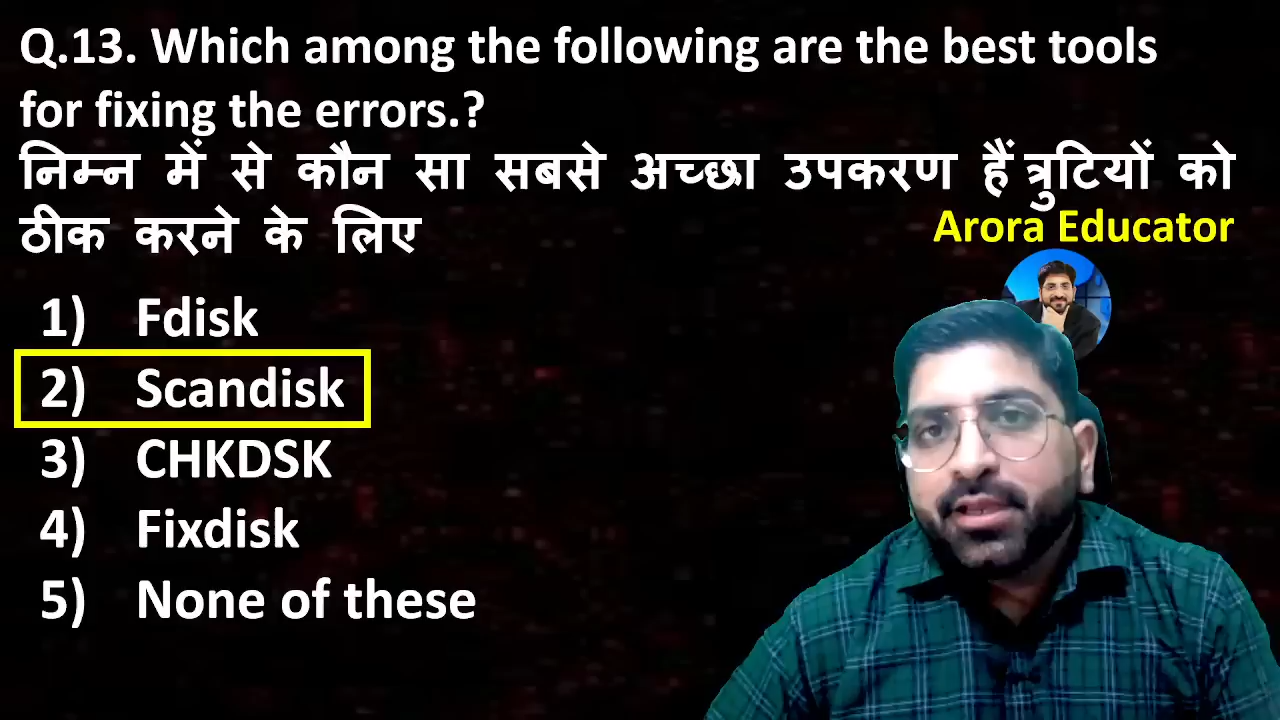 Q.13. Which among the following are the best tools
for fixing the errors.?
निम्न में से कौन सा सबसे अच्छा उपकरण हैं त्रुटियों को
ठीक करने के लिए
Arora Educator
1) Fdisk
2) Scandisk
3) CHKDSK
4) Fixdisk
5) None of these